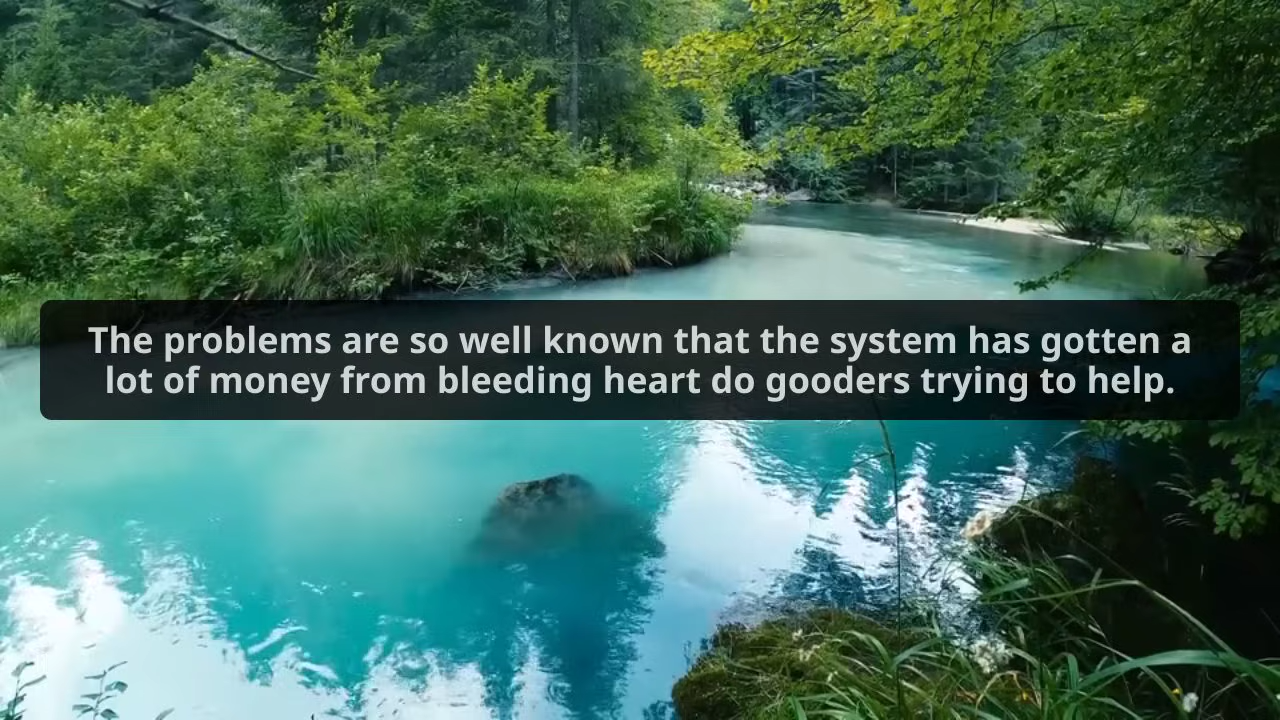 The problems are so well known that the system has gotten a
lot of money from bleeding heart do gooders trying to help.